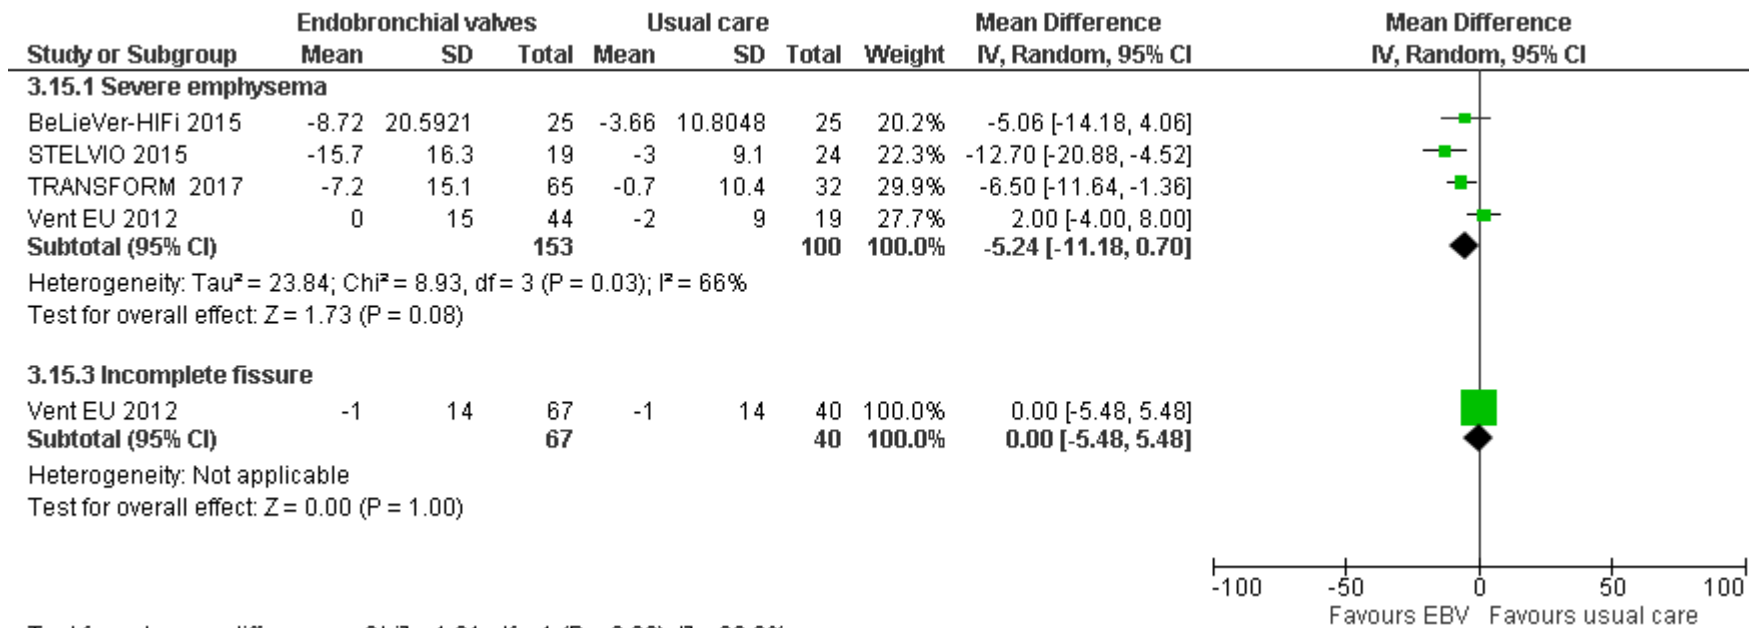 Endobronchial valves Usual care Mean Difference Mean Difference
Study or Subgroup Mean SD Total Mean SD Total Weight IV, Random, 95% CI IV, Random, 95% CI
3.15.1 Severe emphysema
BeLieVer-HIFi 2015 -8.72 20.5921 25 -3.66 10.8048 25 20.2% -5.06 [-14.18, 4.06]
STELVIO 2015 -15.7 16.3 19 -3 9.1 24 22.3% -12.70 [-20.88, -4.52]
TRANSFORM 2017 -7.2 15.1 65 -0.7 10.4 32 29.9% -6.50 [-11.64, -1.36]
Vent EU 2012 0 15 44 -2 9 19 27.7% 2.00 [-4.00, 8.00]
Subtotal (95% CI) 153 100 100.0% -5.24 [-11.18, 0.70]
Heterogeneity: Tau² = 23.84; Chi² = 8.93, df = 3 (P = 0.03); I² = 66%
Test for overall effect: Z = 1.73 (P = 0.08)
3.15.3 Incomplete fissure
Vent EU 2012 -1 14 67 -1 14 40 100.0% 0.00 [-5.48, 5.48]
Subtotal (95% CI) 67 40 100.0% 0.00 [-5.48, 5.48]
Heterogeneity: Not applicable
Test for overall effect: Z = 0.00 (P = 1.00)
-100 -50 0 50 100
Favours EBV Favours usual care